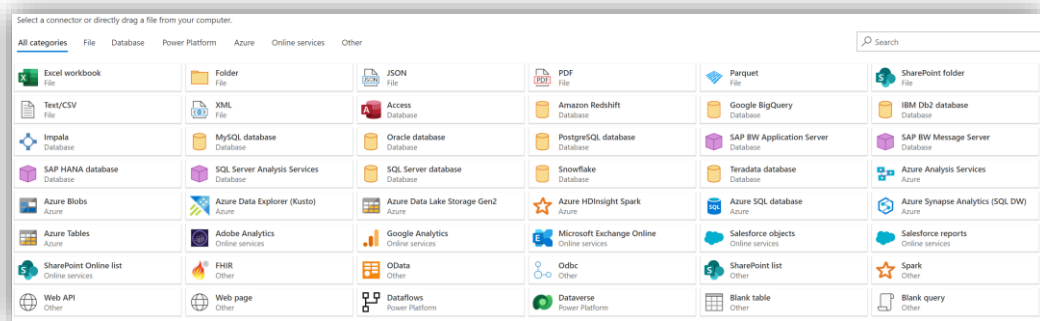 Select a connector or directly drag a file from your computer.
All categories File Database Power Platform Azure Online services Other
Search
Excel workbook Folder JSON PDF Parquet SharePoint folder
File File File File File File
Text/CSV XML Access Amazon Redshift Google BigQuery IBM Db2 database
File File Database Database Database Database
Impala MySQL database Oracle database PostgreSQL database SAP BW Application Server SAP BW Message Server
Database Database Database Database Database Database
SAP HANA database SQL Server Analysis Services SQL Server database Snowflake Teradata database Azure Analysis Services
Database Database Database Database Database Azure
Azure Blobs Azure Data Explorer (Kusto) Azure Data Lake Storage Gen2 Azure HDInsight Spark Azure SQL database Azure Synapse Analytics (SQL DW)
Azure Azure Azure Azure Azure Azure
Azure Tables Adobe Analytics Google Analytics Microsoft Exchange Online Salesforce objects Salesforce reports
Azure Online services Online services Online services Online services Online services
SharePoint Online list FHIR OData Odbc SharePoint list Spark
Online services Other Other Other Other Other
Web API Web page Dataflows Dataverse Blank table Blank query
Other Other Power Platform Power Platform Other Other